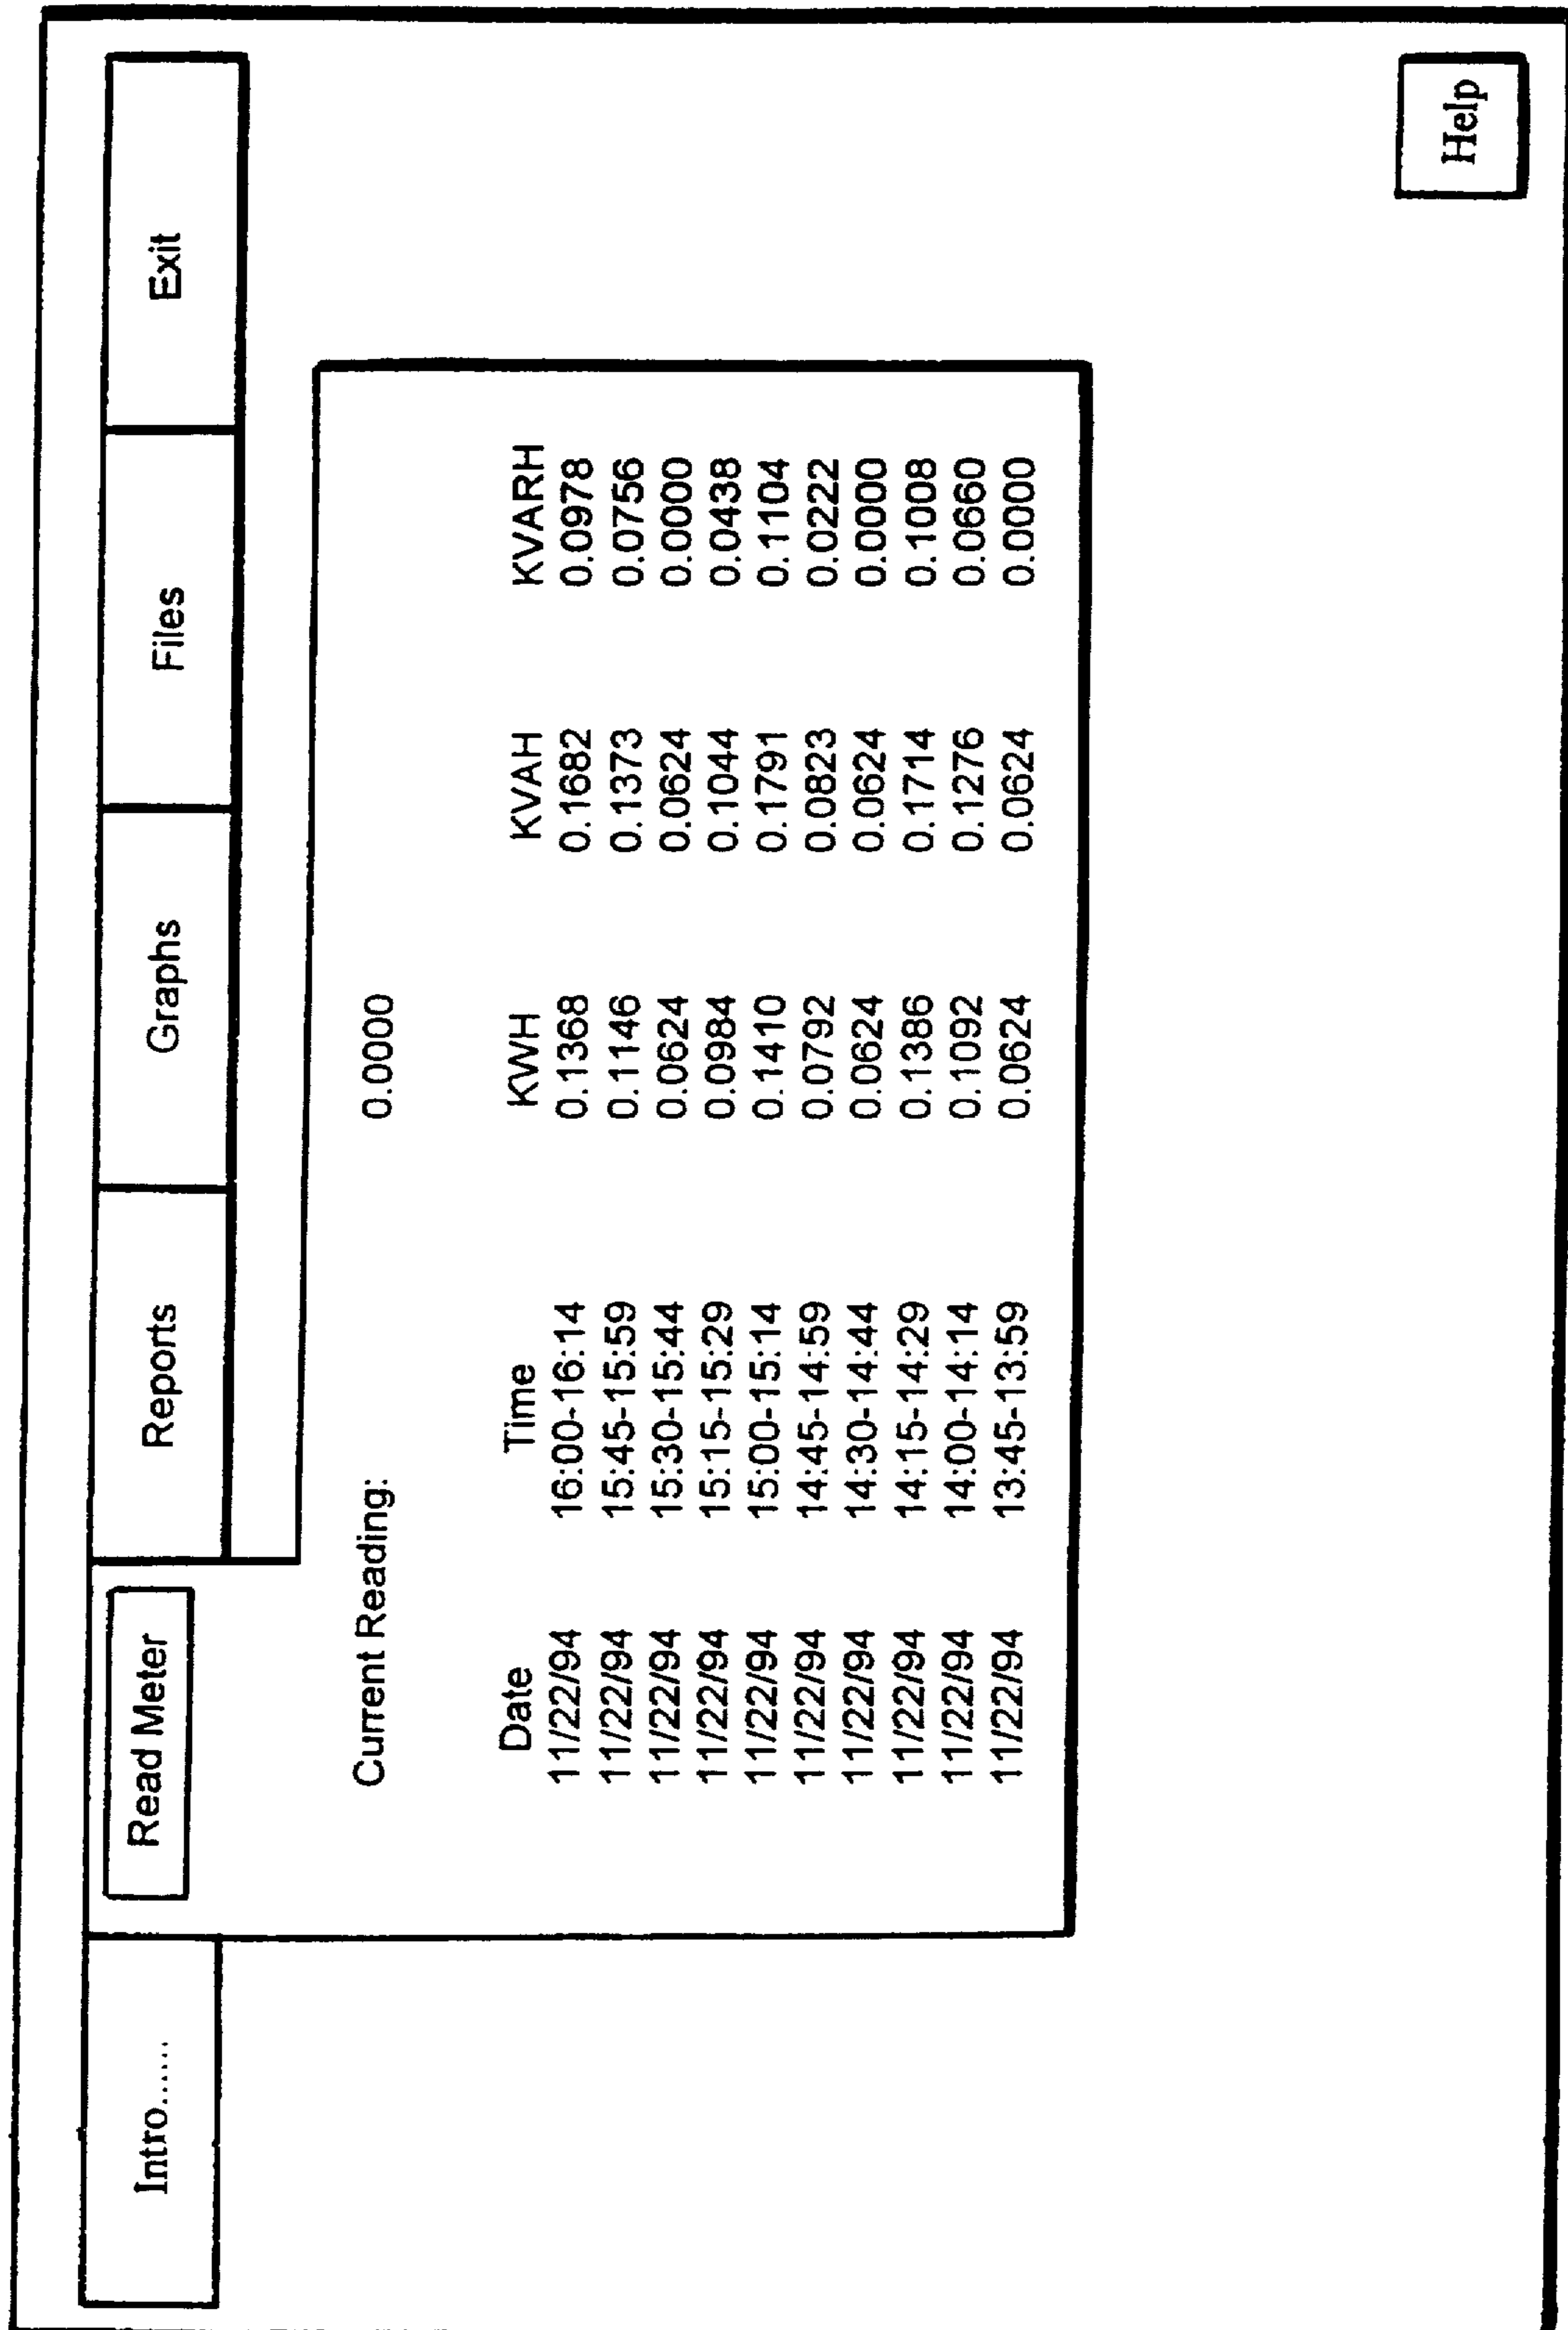 Intro...... Read Meter Reports Graphs Files Exit
Current Reading: 0.0000
Date Time KWH KVAH KVARH
11/22/94 16:00-16:14 0.1368 0.1682 0.0978
11/22/94 15:45-15:59 0.1146 0.1373 0.0756
11/22/94 15:30-15:44 0.0624 0.0624 0.0000
11/22/94 15:15-15:29 0.0984 0.1044 0.0438
11/22/94 15:00-15:14 0.1410 0.1791 0.1104
11/22/94 14:45-14:59 0.0792 0.0823 0.0222
11/22/94 14:30-14:44 0.0624 0.0624 0.0000
11/22/94 14:15-14:29 0.1386 0.1714 0.1008
11/22/94 14:00-14:14 0.1092 0.1276 0.0660
11/22/94 13:45-13:59 0.0624 0.0624 0.0000
Help